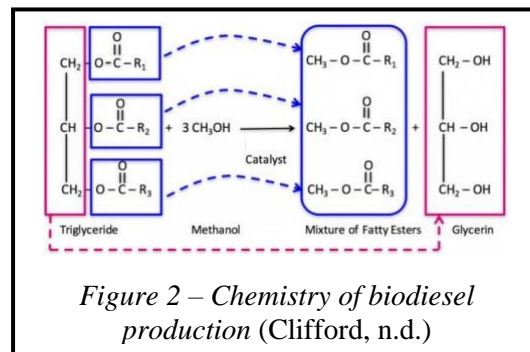 O O
|| ||
CH₂ – O–C–R₁ CH₃–O–C–R₁ CH₂–OH
O O
|| ||
CH – O–C–R₂ + 3 CH₃OH ⟶ CH₃–O–C–R₂ + CH–OH
Catalyst
O O
|| ||
CH₂ – O–C–R₃ CH₃–O–C–R₃ CH₂–OH
Triglyceride Methanol Mixture of Fatty Esters Glycerin
Figure 2 – Chemistry of biodiesel
production (Clifford, n.d.)